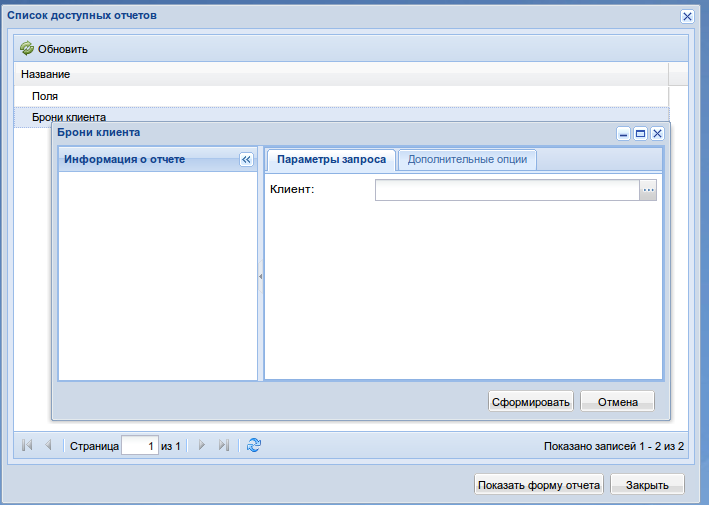 Список доступных отчетов
Обновить
Название
Поля
Брони клиента
Брони клиента
Информация о отчете
Параметры запроса
Дополнительные опции
Клиент:
Сформировать
Отмена
Страница 1 из 1
Показано записей 1 - 2 из 2
Показать форму отчета
Закрыть